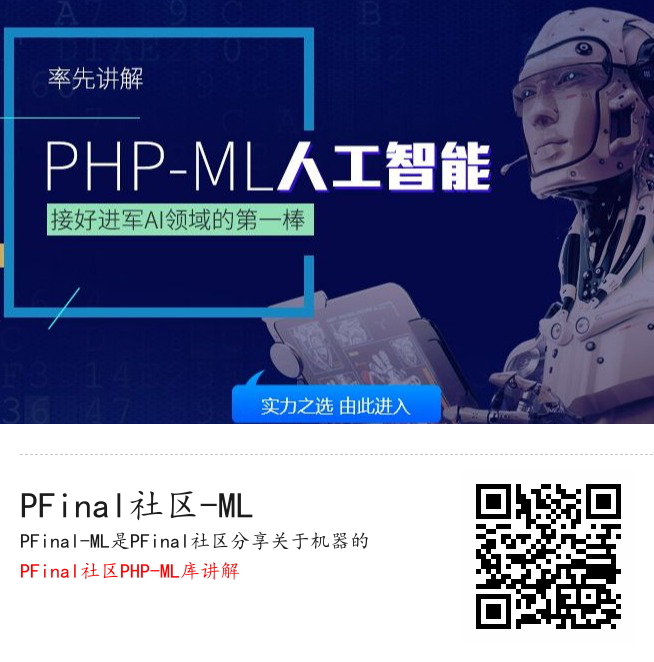 率先讲解
PHP-ML人工智能
接好进军AI领域的第一棒
实力之选 由此进入
PFinal社区-ML
PFinal-ML是PFinal社区分享关于机器的
PFinal社区PHP-ML库讲解